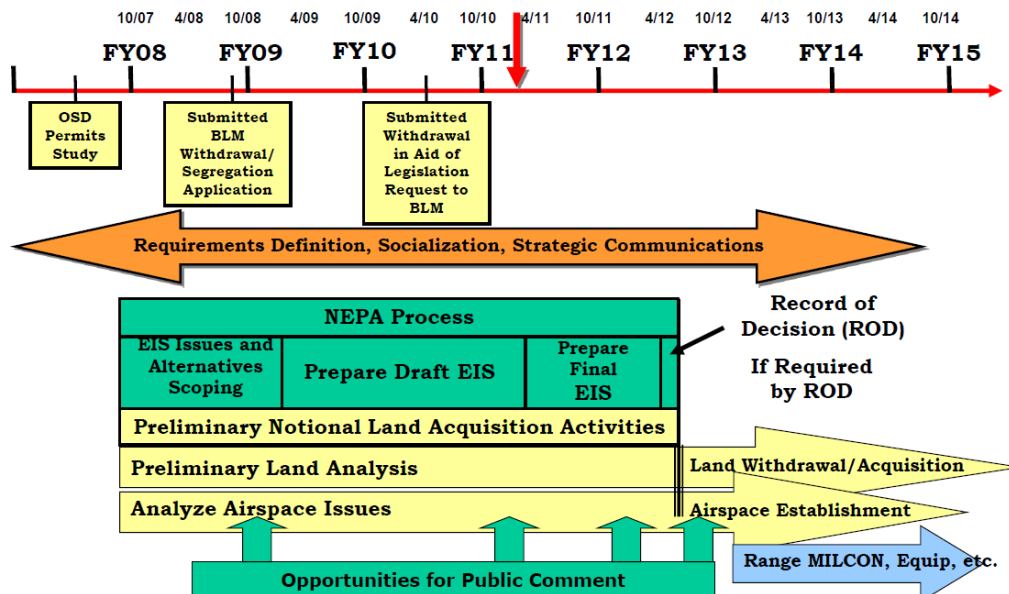 10/07 4/08 10/08 4/09 10/09 4/10 10/10 4/11 10/11 4/12 10/12 4/13 10/13 4/14 10/14
FY08 FY09 FY10 FY11 FY12 FY13 FY14 FY15
OSD
Permits
Study
Submitted
BLM
Withdrawal/
Segregation
Application
Submitted
Withdrawal
in Aid of
Legislation
Request to
BLM
Requirements Definition, Socialization, Strategic Communications
NEPA Process
EIS Issues and
Alternatives
Scoping
Prepare Draft EIS
Prepare
Final
EIS
Record of
Decision (ROD)
If Required
by ROD
Preliminary Notional Land Acquisition Activities
Preliminary Land Analysis
Land Withdrawal/Acquisition
Analyze Airspace Issues
Airspace Establishment
Range MILCON, Equip, etc.
Opportunities for Public Comment